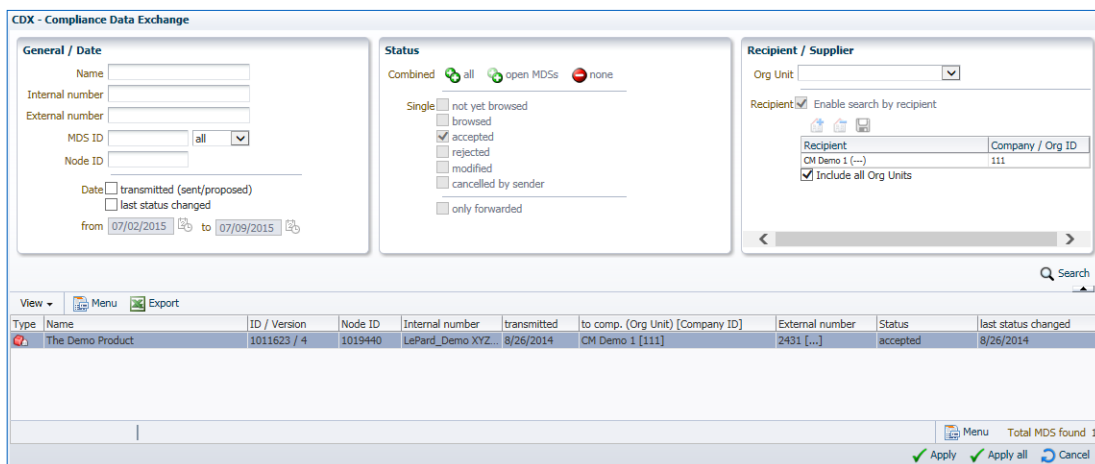 CDX - Compliance Data Exchange
General / Date
Name
Internal number
External number
MDS ID all
Node ID
Date transmitted (sent/proposed)
last status changed
from 07/02/2015 to 07/09/2015
Status
Combined all open MDSs none
Single not yet browsed
browsed
accepted
rejected
modified
cancelled by sender
only forwarded
Recipient / Supplier
Org Unit
Recipient Enable search by recipient
Recipient Company / Org ID
CM Demo 1 (---) 111
Include all Org Units
Search
View Menu Export
Type Name ID / Version Node ID Internal number transmitted to comp. (Org Unit) [Company ID] External number Status last status changed
The Demo Product 1011623 / 4 1019440 LePard_Demo XYZ... 8/26/2014 CM Demo 1 [111] 2431 [...] accepted 8/26/2014
Menu Total MDS found 1
Apply Apply all Cancel